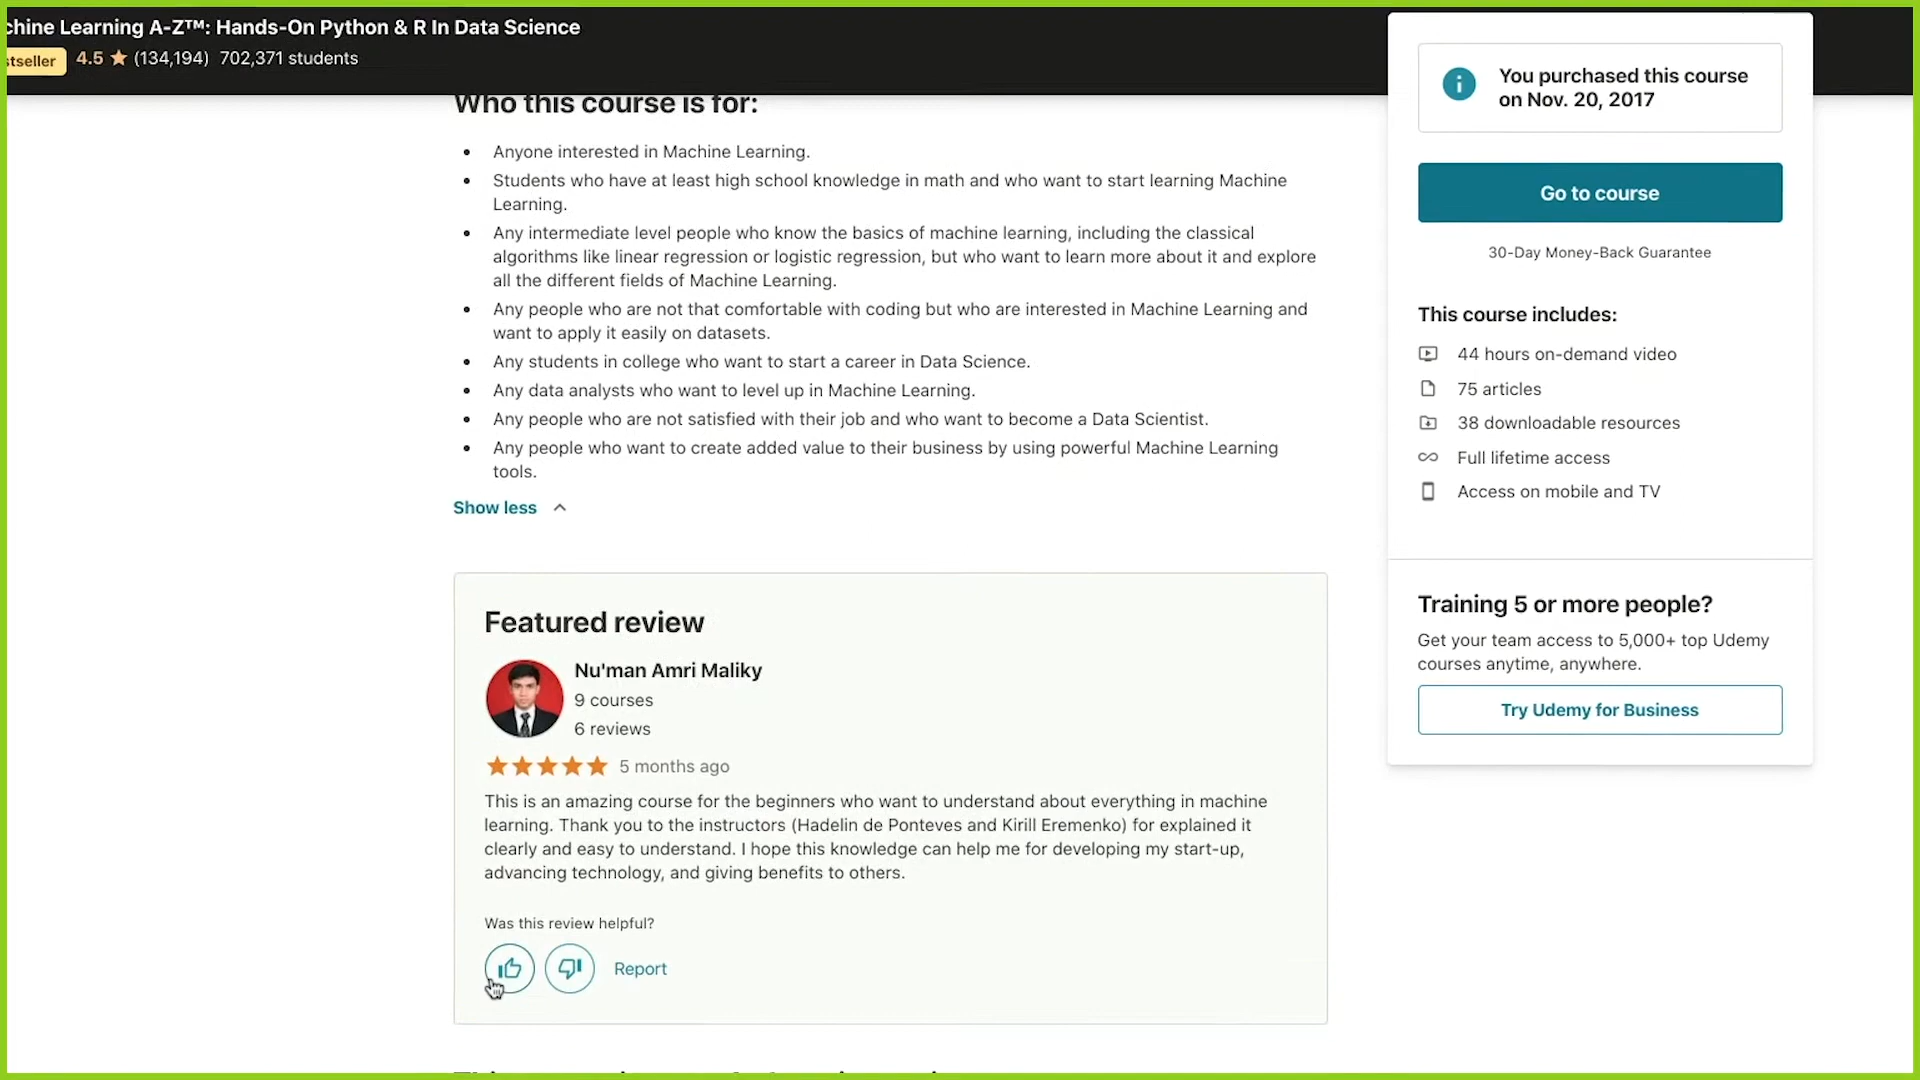 chine Learning A-Z™: Hands-On Python & R In Data Science
stseller 4.5 (134,194) 702,371 students
Who this course is for:
Anyone interested in Machine Learning.
Students who have at least high school knowledge in math and who want to start learning Machine
Learning.
Any intermediate level people who know the basics of machine learning, including the classical
algorithms like linear regression or logistic regression, but who want to learn more about it and explore
all the different fields of Machine Learning.
Any people who are not that comfortable with coding but who are interested in Machine Learning and
want to apply it easily on datasets.
Any students in college who want to start a career in Data Science.
Any data analysts who want to level up in Machine Learning.
Any people who are not satisfied with their job and who want to become a Data Scientist.
Any people who want to create added value to their business by using powerful Machine Learning
tools.
Show less
Featured review
Nu'man Amri Maliky
9 courses
6 reviews
5 months ago
This is an amazing course for the beginners who want to understand about everything in machine
learning. Thank you to the instructors (Hadelin de Ponteves and Kirill Eremenko) for explained it
clearly and easy to understand. I hope this knowledge can help me for developing my start-up,
advancing technology, and giving benefits to others.
Was this review helpful?
Report
You purchased this course
on Nov. 20, 2017
Go to course
30-Day Money-Back Guarantee
This course includes:
44 hours on-demand video
75 articles
38 downloadable resources
Full lifetime access
Access on mobile and TV
Training 5 or more people?
Get your team access to 5,000+ top Udemy
courses anytime, anywhere.
Try Udemy for Business